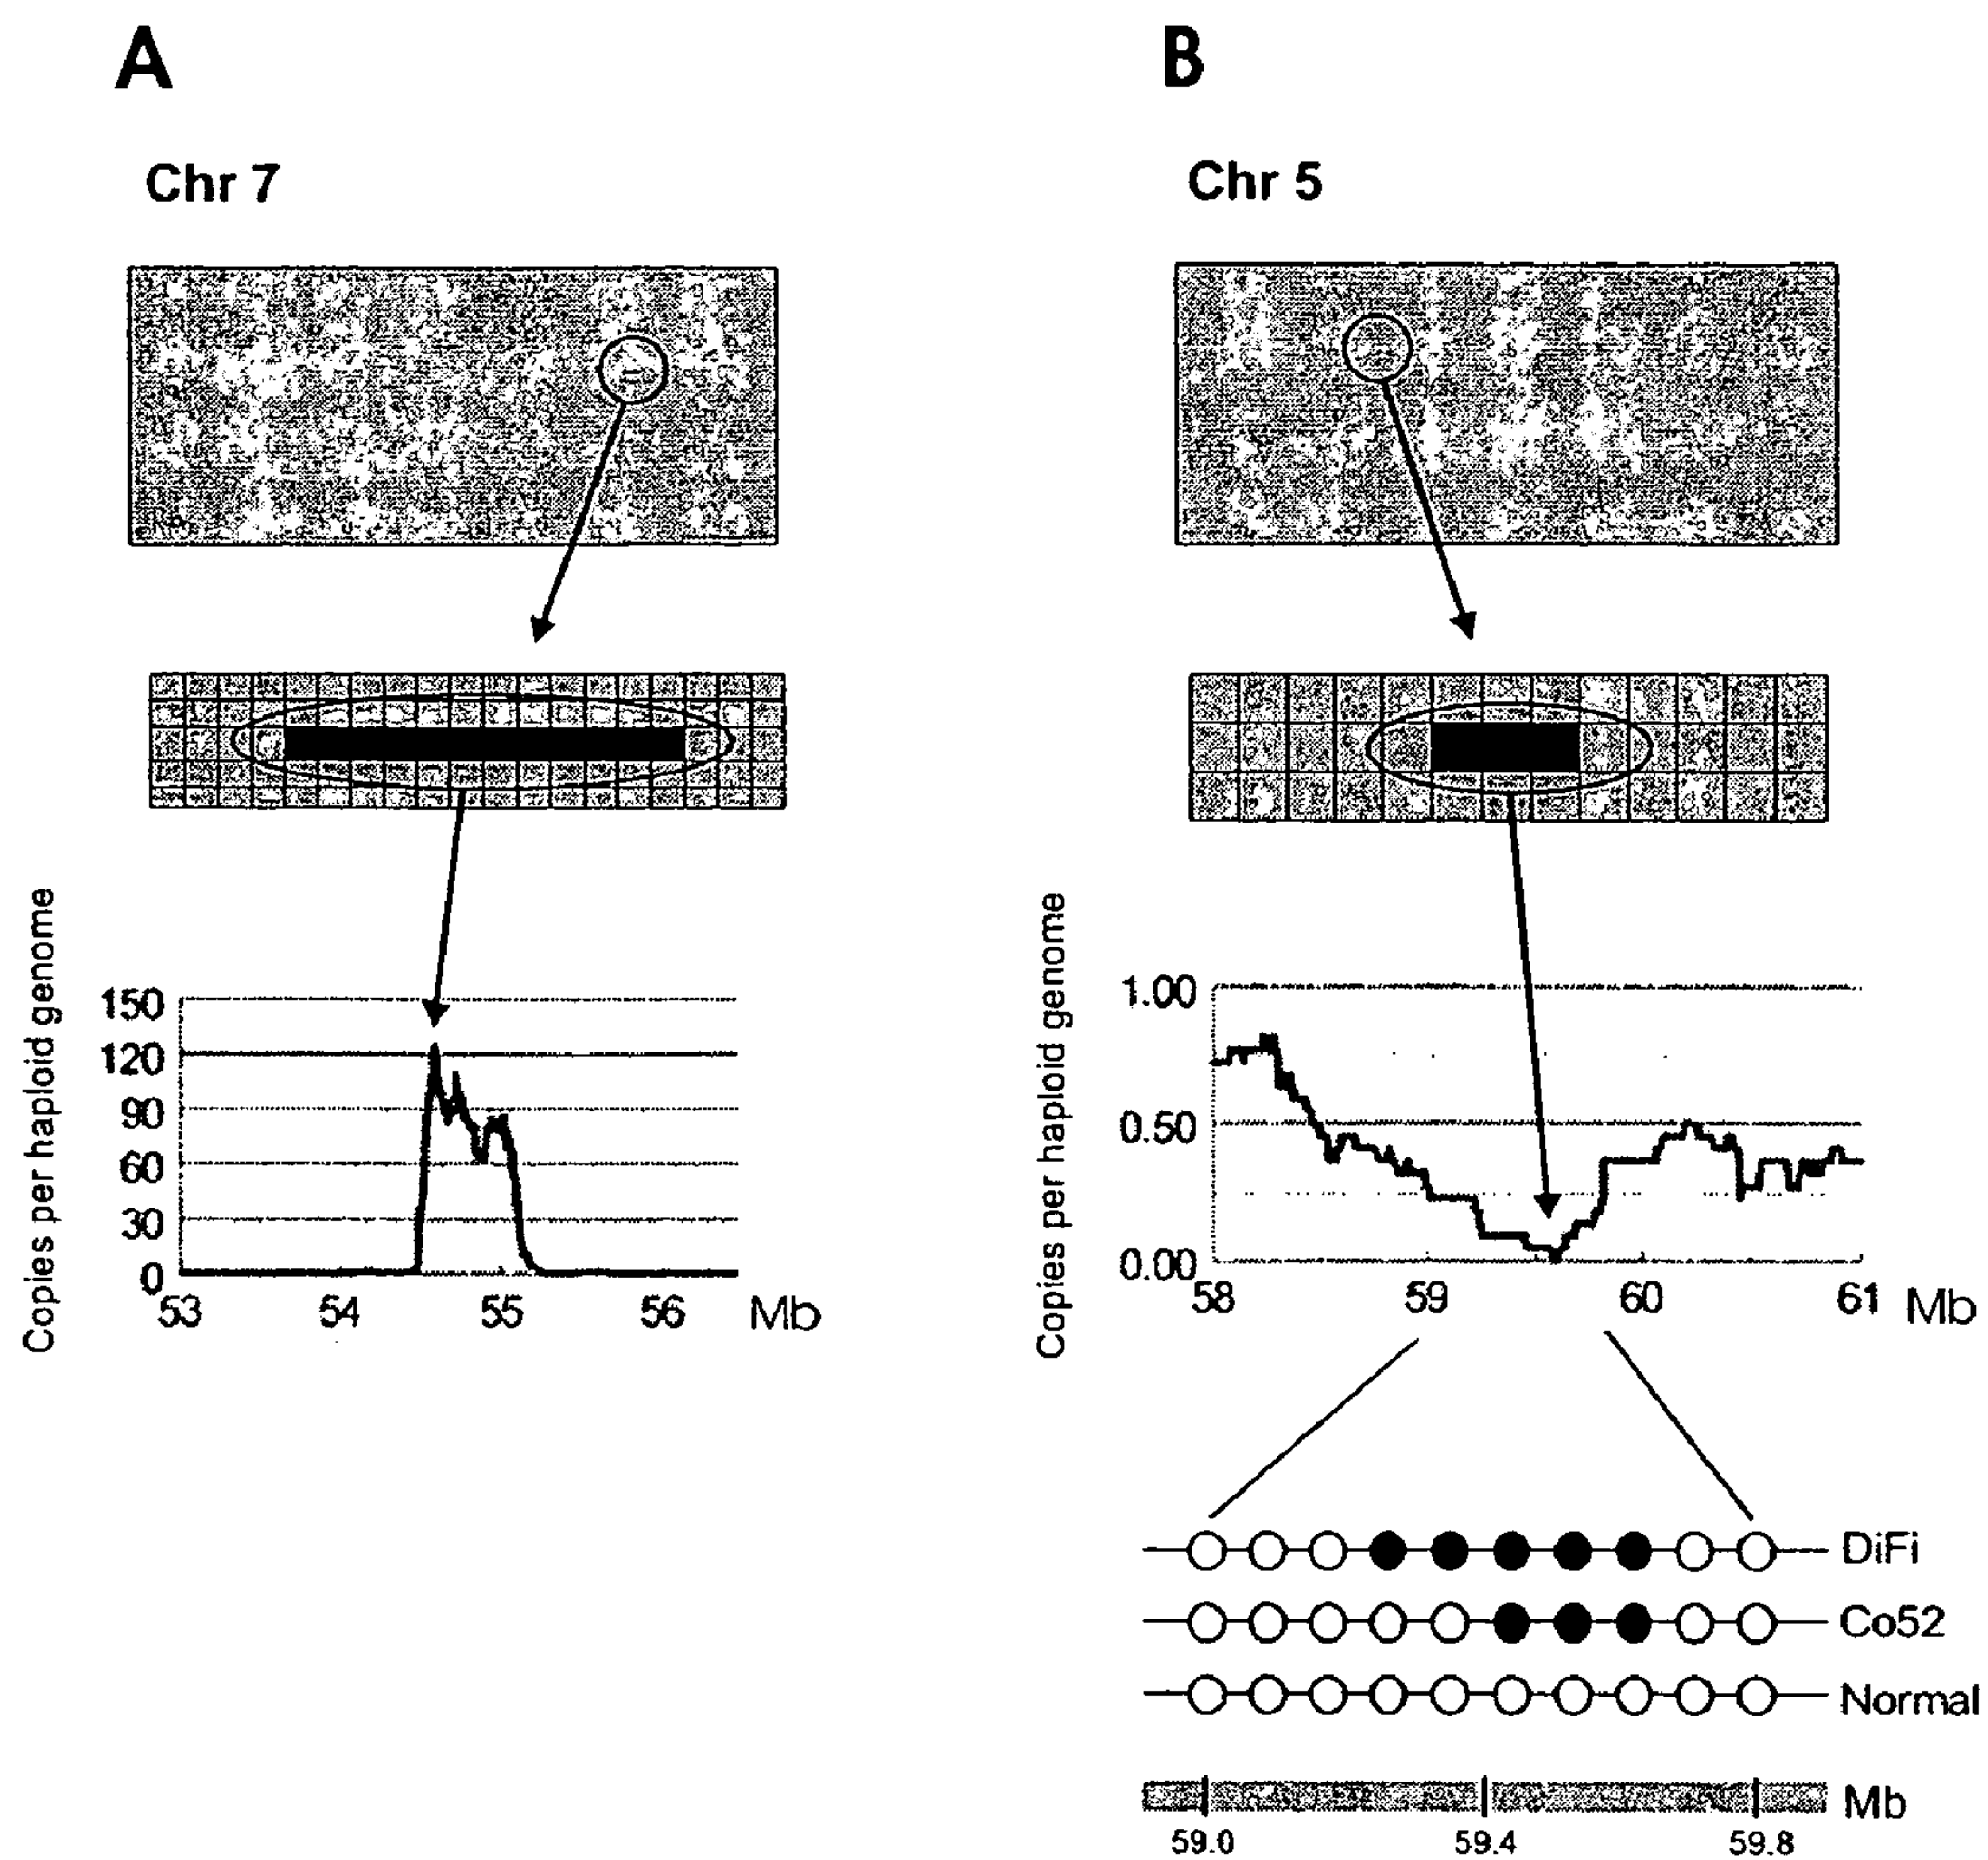 A
Chr 7
Copies per haploid genome
150
120
90
60
30
0
53 54 55 56 Mb
B
Chr 5
Copies per haploid genome
1.00
0.50
0.00
58 59 60 61 Mb
DiFi
Co52
Normal
Mb
59.0 59.4 59.8